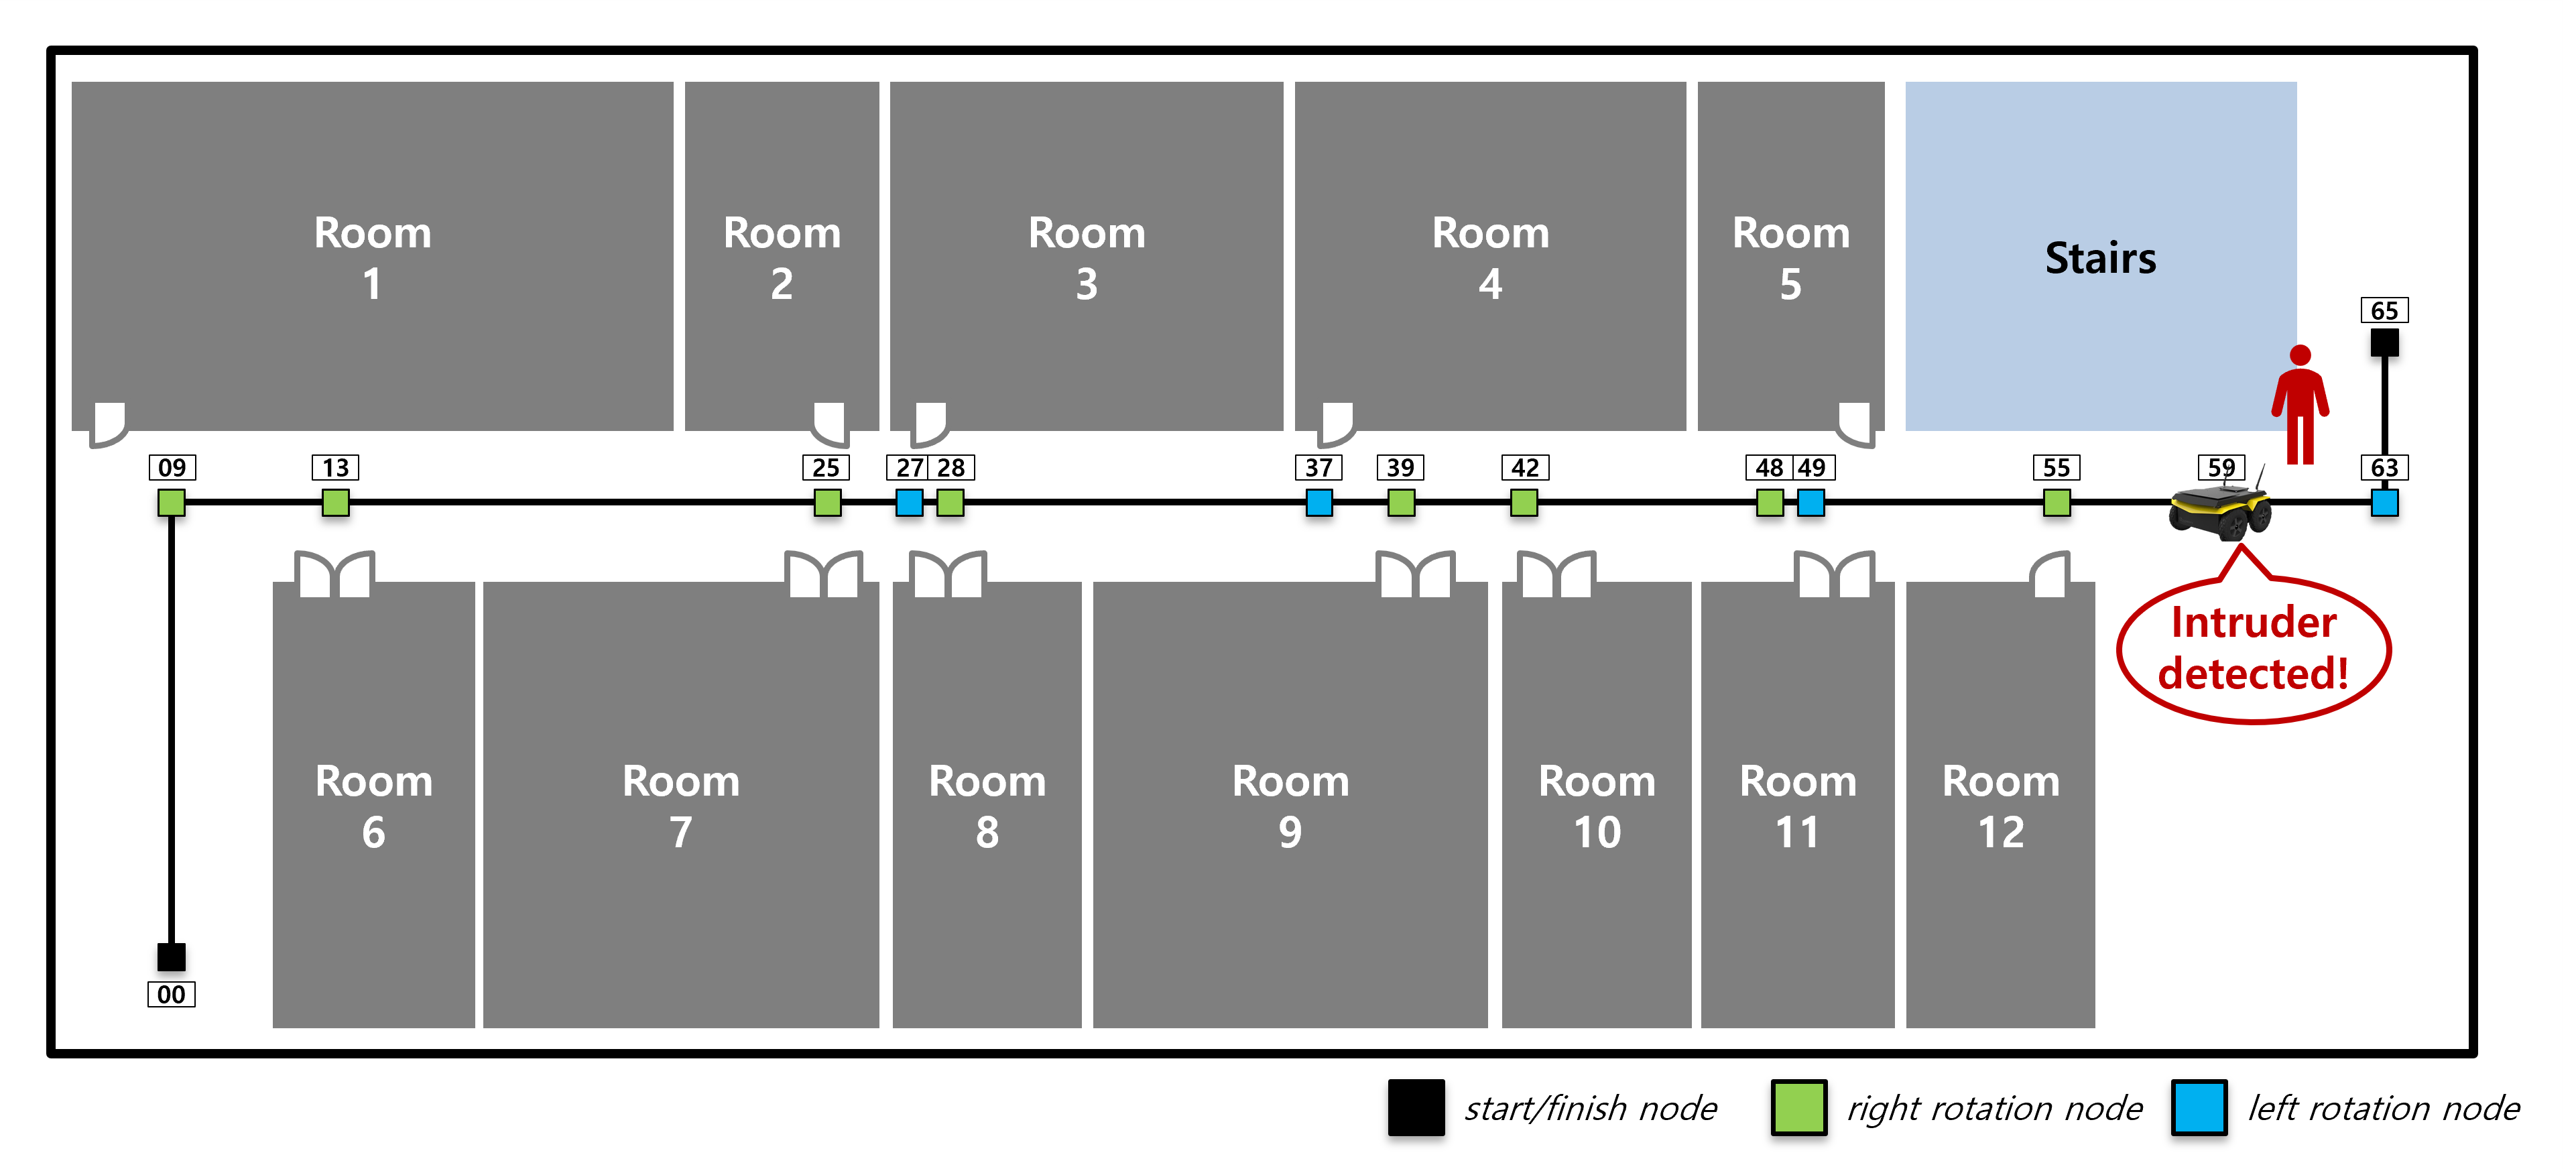 Room
1
Room
2
Room
3
Room
4
Room
5
Stairs
65
09
13
25
27
28
37
39
42
48
49
55
59
63
Intruder
detected!
Room
6
Room
7
Room
8
Room
9
Room
10
Room
11
Room
12
00
start/finish node
right rotation node
left rotation node